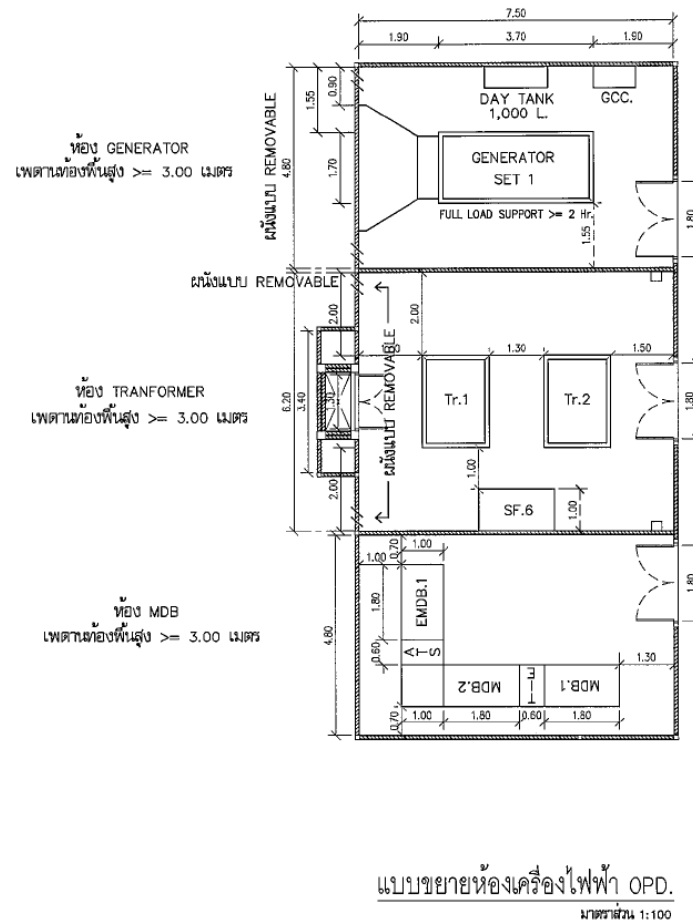 7.50
1.90 3.70 1.90
ผนังแบบ REMOVABLE
4.80
1.55
0.90
1.70
DAY TANK
1,000 L.
GCC.
ห้อง GENERATOR
เพดานท้องพื้นสูง >= 3.00 เมตร
GENERATOR
SET 1
FULL LOAD SUPPORT >= 2 Hr.
1.55
1.80
ผนังแบบ REMOVABLE
2.00
2.00
1.30 1.50
ผนังแบบ REMOVABLE
ห้อง TRANFORMER
เพดานท้องพื้นสูง >= 3.00 เมตร
6.20
3.40
1.30
Tr.1
Tr.2
1.80
1.00
2.00
SF.6
1.00
0.70
1.00
1.00
ห้อง MDB
เพดานท้องพื้นสูง >= 3.00 เมตร
4.80
1.80
EMDB.1
1.80
0.60
ATS
1.30
MDB.2
TIE
MDB.1
0.70
1.00 1.80 0.60 1.80
แบบขยายห้องเครื่องไฟฟ้า OPD.
มาตราส่วน 1:100